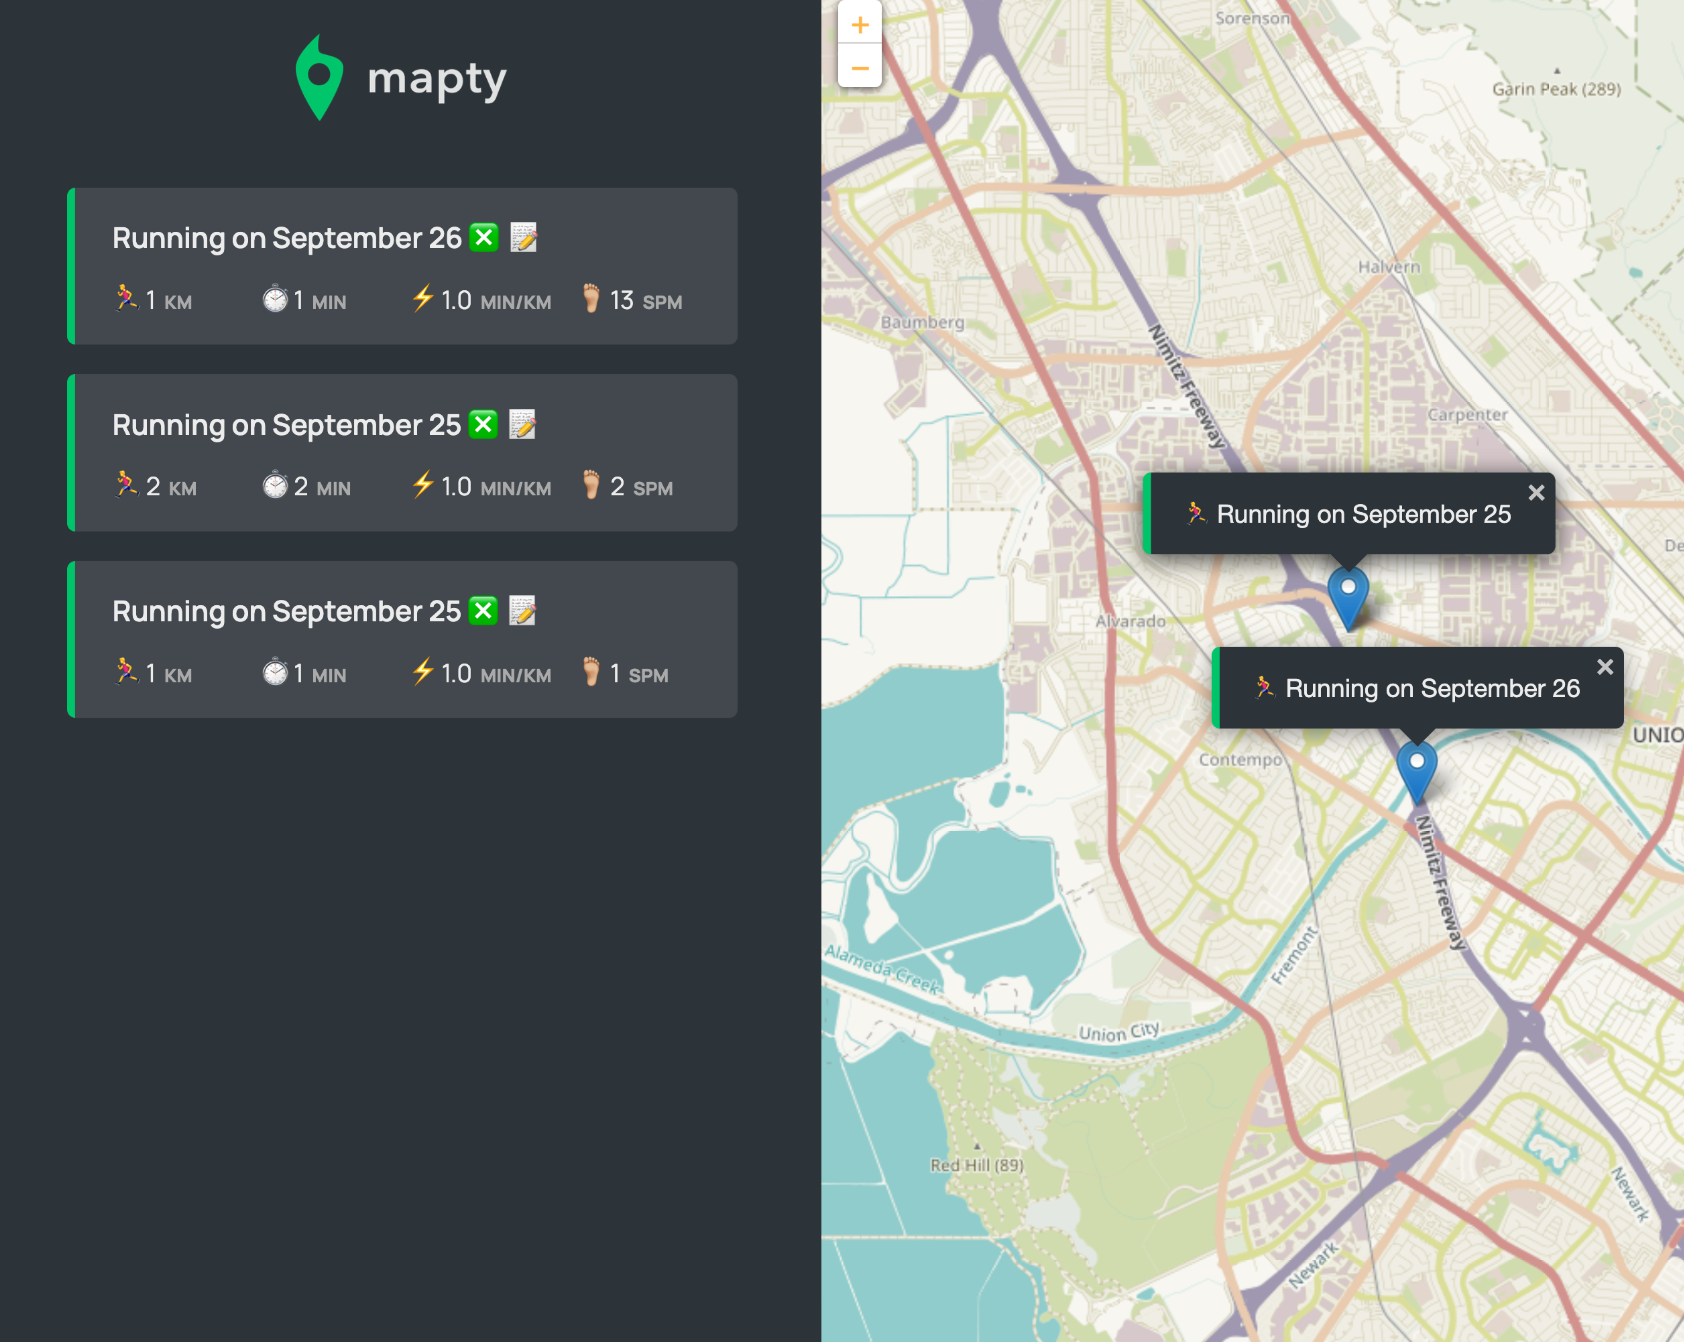 mapty
Running on September 26
1 KM
1 MIN
1.0 MIN/KM
13 SPM
Running on September 25
2 KM
2 MIN
1.0 MIN/KM
2 SPM
Running on September 25
1 KM
1 MIN
1.0 MIN/KM
1 SPM
+
−
Sorenson
Garin Peak (289)
Halvern
Baumberg
Nimitz Freeway
Carpenter
×
Running on September 25
De
Alvarado
×
Running on September 26
UNIO
Contempo
Nimitz Freeway
Fremont
Alameda Creek
Union City
Red Hill (89)
Newark
Newark